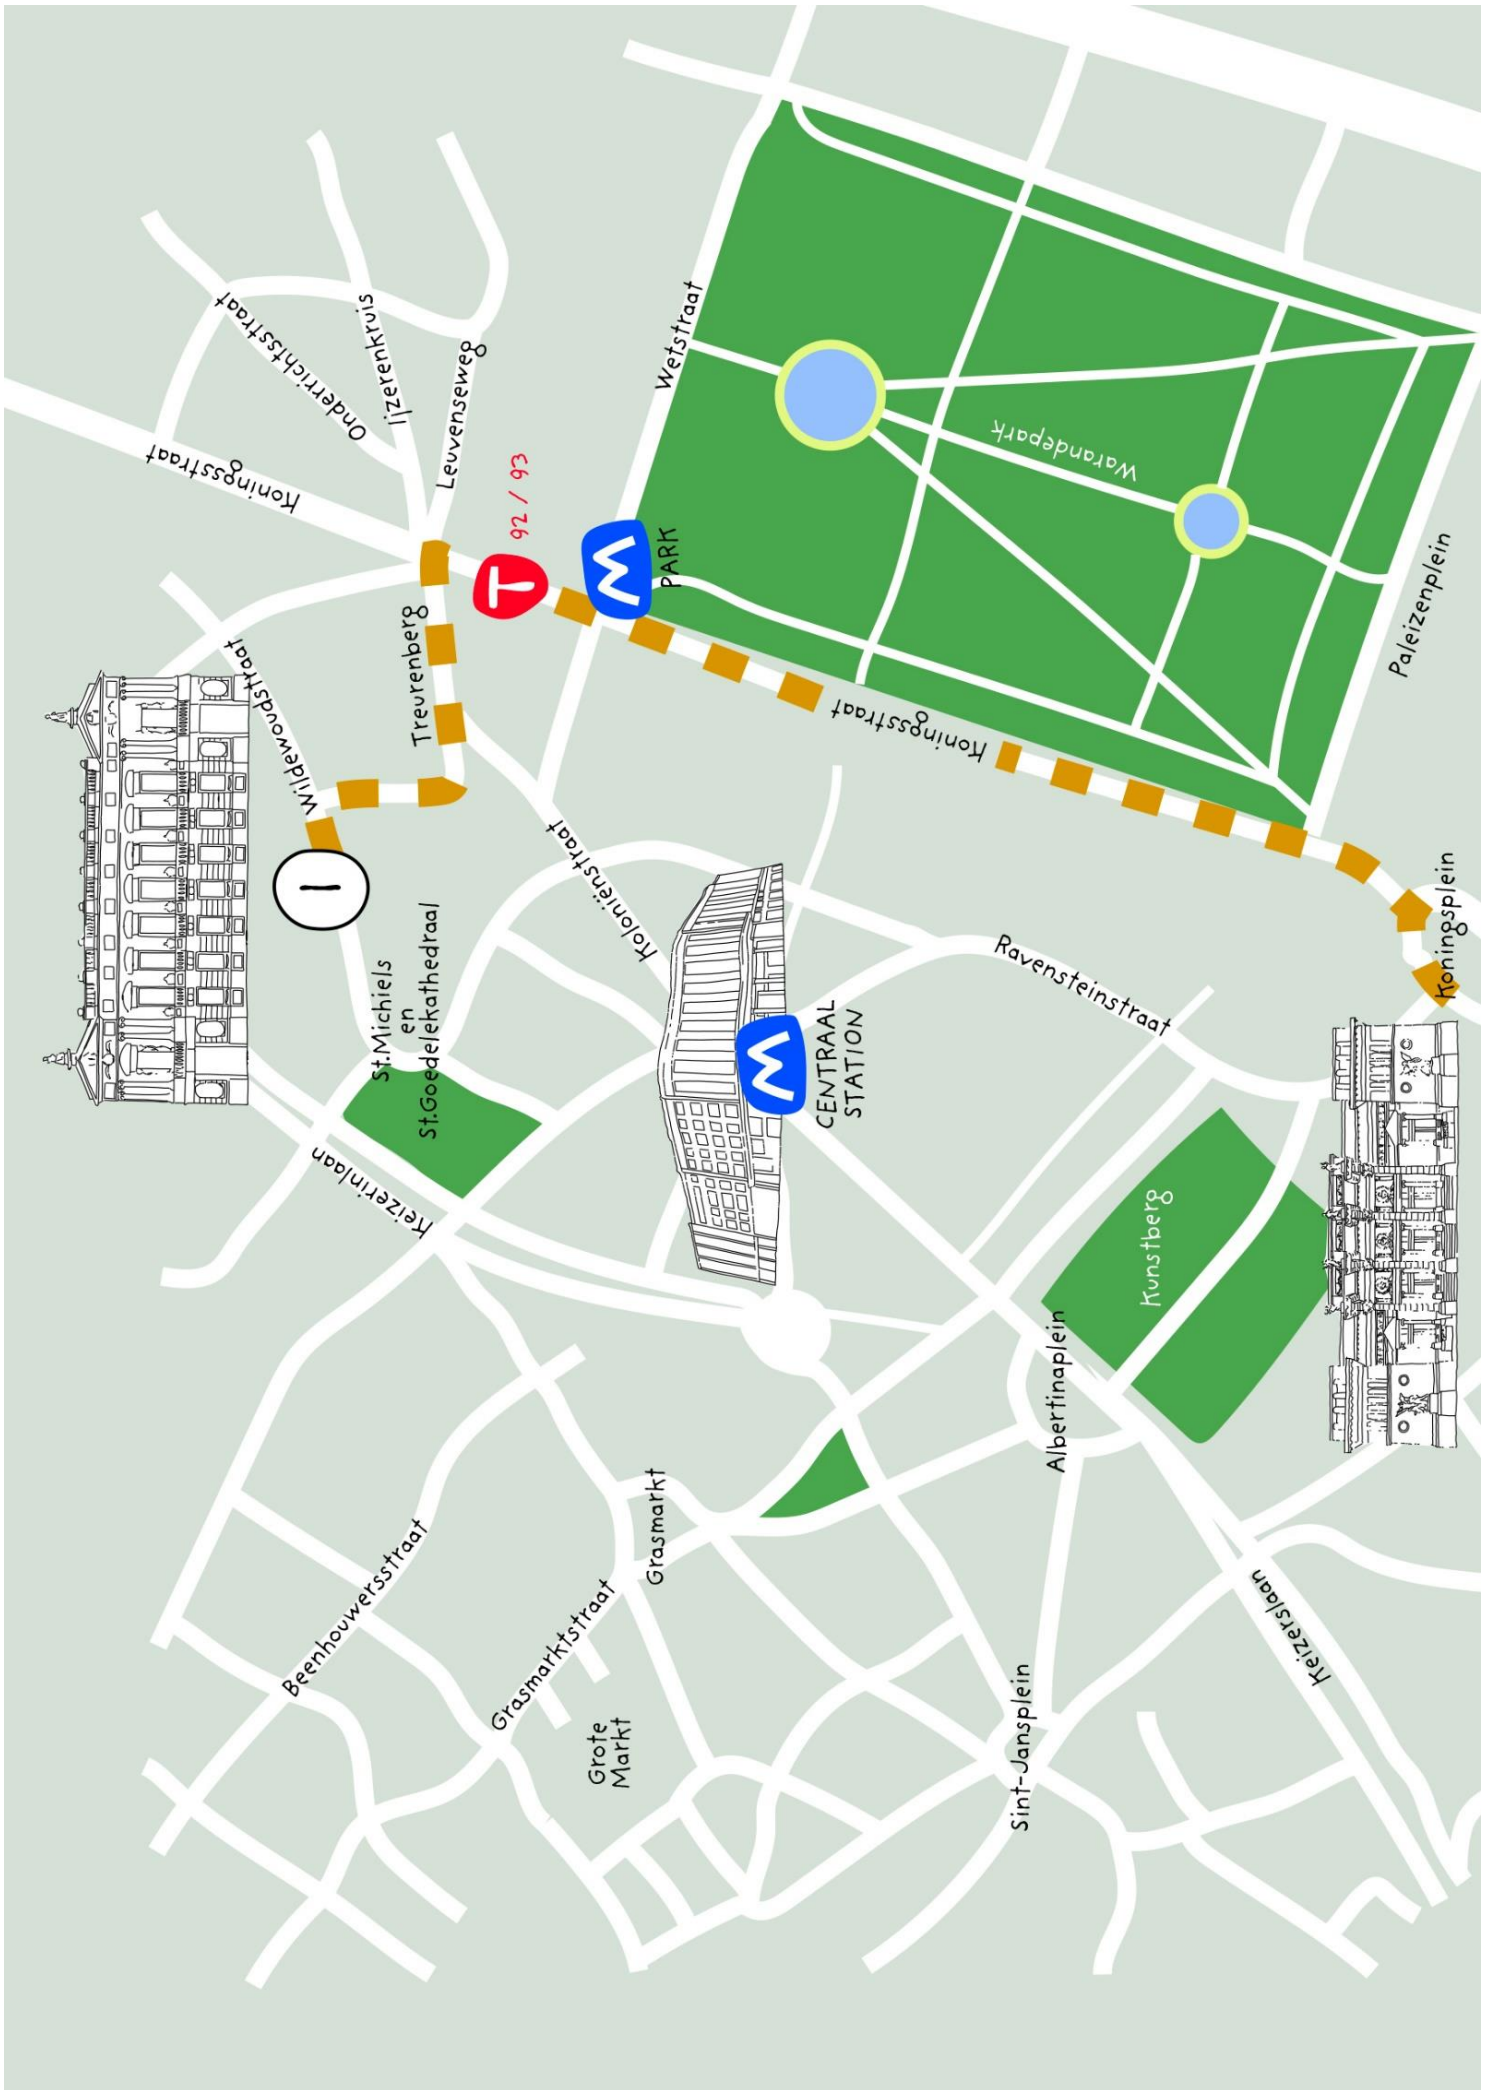 Koningsstraat
Onderrichtsstraat
Ijzerenkruis
Leuvenseweg
Wetstraat
92 / 93
T
M
PARK
Warandepark
Paleizenplein
Treurenberg
Wildewoudstraat
Koningsstraat
Koningsplein
1
Koloniënstraat
Ravensteinstraat
St.Michiels
en
St.Goedelekathedraal
M
CENTRAAL
STATION
Keizerinlaan
Kunstberg
Albertinaplein
Grasmarkt
Beenhouwersstraat
Grasmarktstraat
Grote
Markt
Sint-Jansplein
Keizerslaan